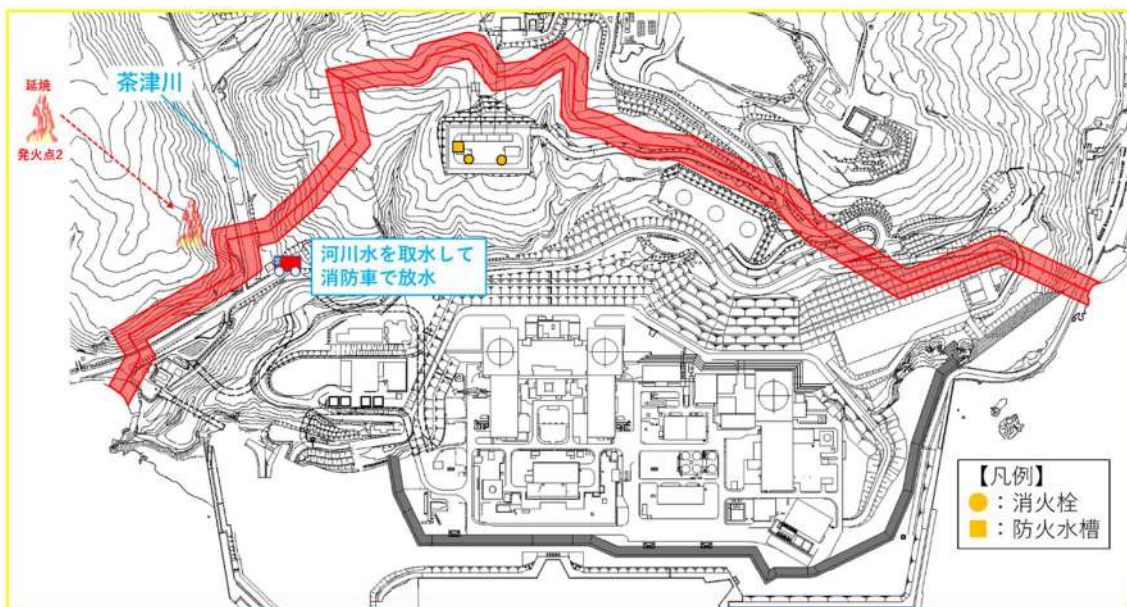 延焼
発火点2
茶津川
河川水を取水して
消防車で放水
【凡例】
●：消火栓
■：防火水槽